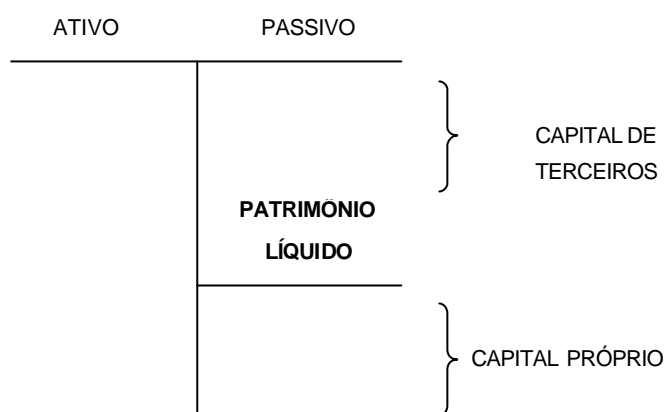 ATIVO PASSIVO
CAPITAL DE
TERCEIROS
PATRIMÔNIO
LÍQUIDO
CAPITAL PRÓPRIO